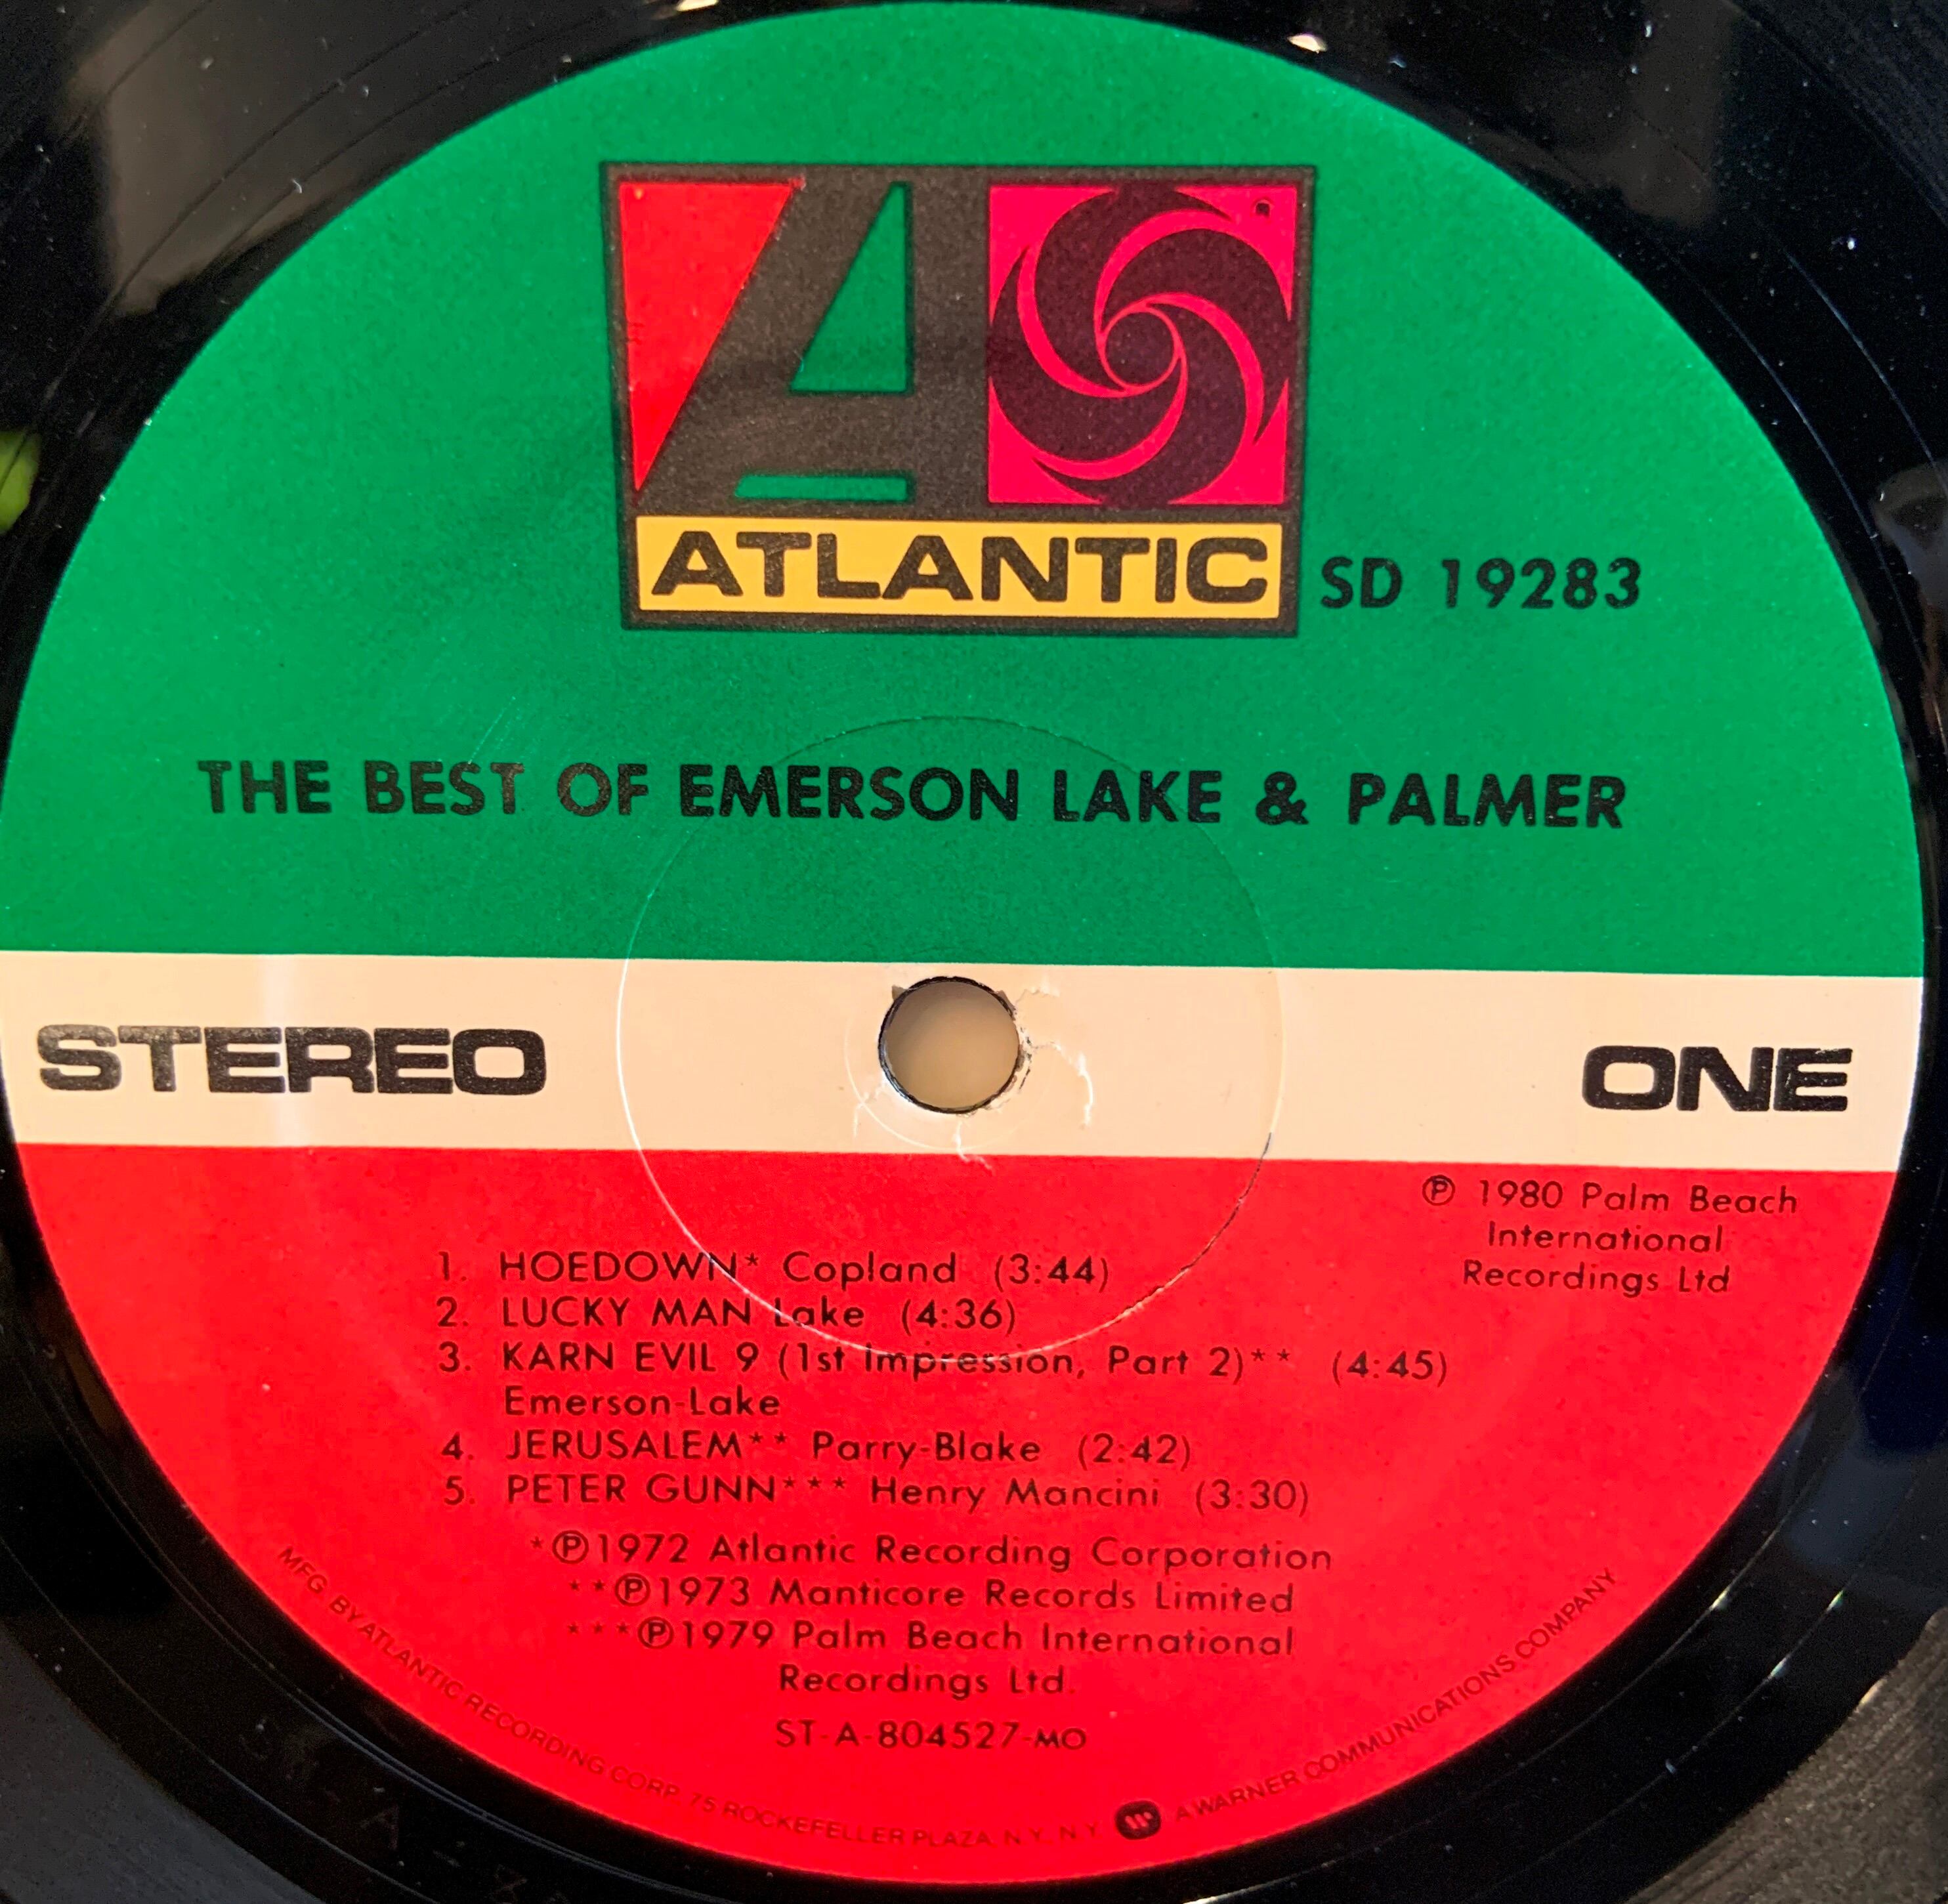 ATLANTIC SD 19283
THE BEST OF EMERSON LAKE & PALMER
STEREO
ONE
℗ 1980 Palm Beach
International
Recordings Ltd
1. HOEDOWN* Copland (3:44)
2. LUCKY MAN Lake (4:36)
3. KARN EVIL 9 (1st Impression, Part 2)** (4:45)
Emerson-Lake
4. JERUSALEM** Parry-Blake (2:42)
5. PETER GUNN*** Henry Mancini (3:30)
*℗1972 Atlantic Recording Corporation
**℗1973 Manticore Records Limited
***℗1979 Palm Beach International
Recordings Ltd.
ST-A-804527-MO
MFG. BY ATLANTIC RECORDING CORP. 75 ROCKEFELLER PLAZA, N.Y., N.Y. A WARNER COMMUNICATIONS COMPANY